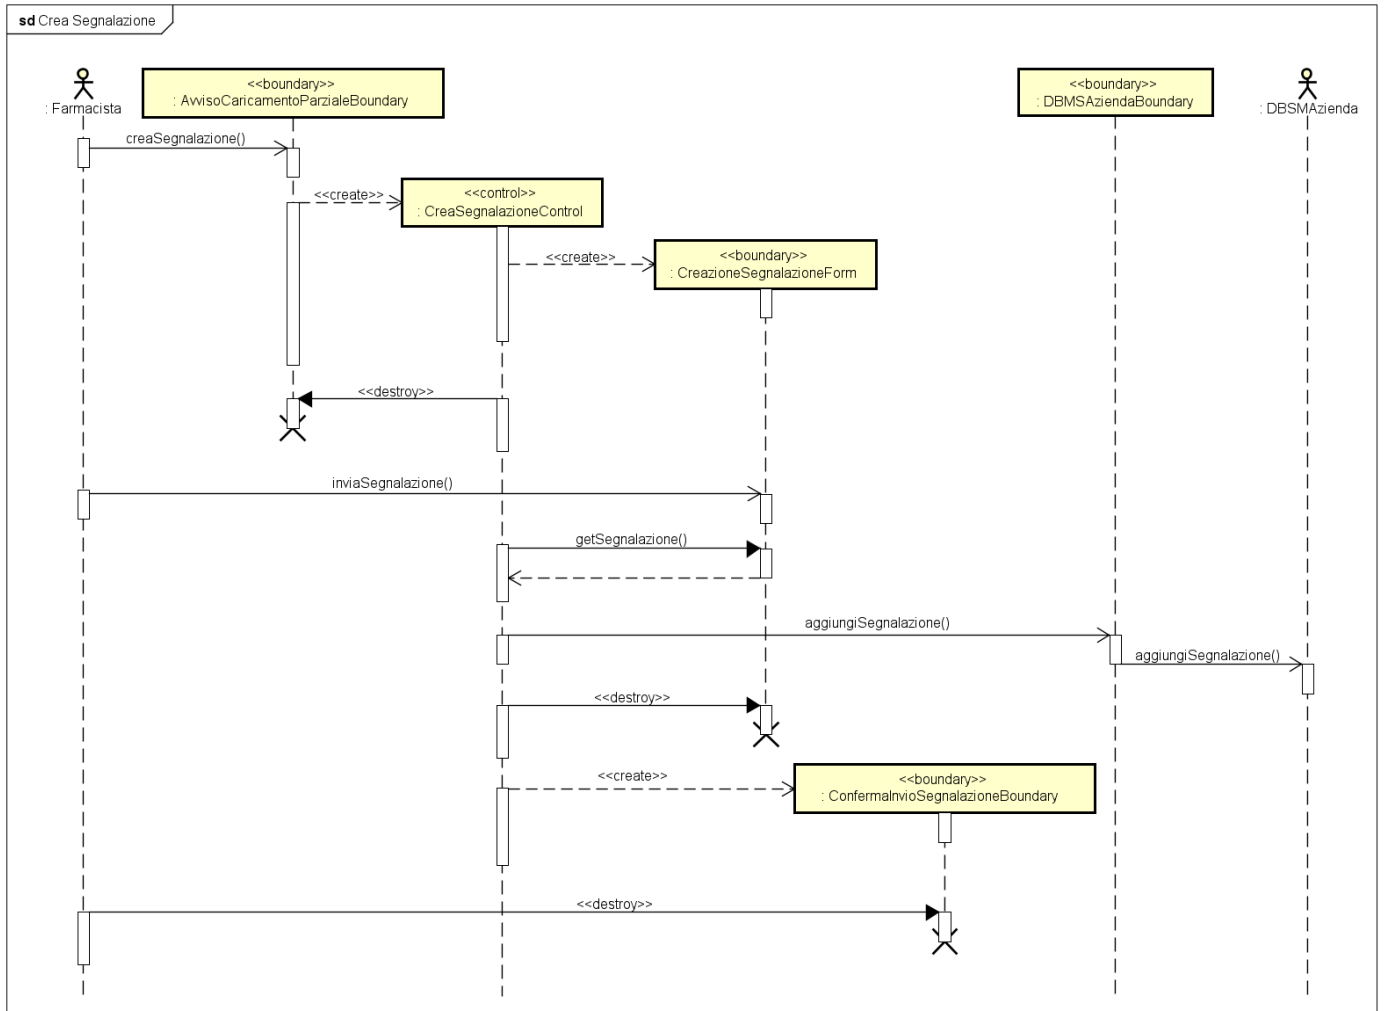 sd Crea Segnalazione
<<boundary>>
: AvvisoCaricamentoParzialeBoundary
<<boundary>>
: DBMSAziendaBoundary
: Farmacista
: DBSMAzienda
creaSegnalazione()
<<create>>
<<control>>
: CreaSegnalazioneControl
<<create>>
<<boundary>>
: CreazioneSegnalazioneForm
<<destroy>>
inviaSegnalazione()
getSegnalazione()
aggiungiSegnalazione()
aggiungiSegnalazione()
<<destroy>>
<<create>>
<<boundary>>
: ConfermaInvioSegnalazioneBoundary
<<destroy>>